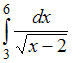 ∫₃⁶ dx/√(x−2)